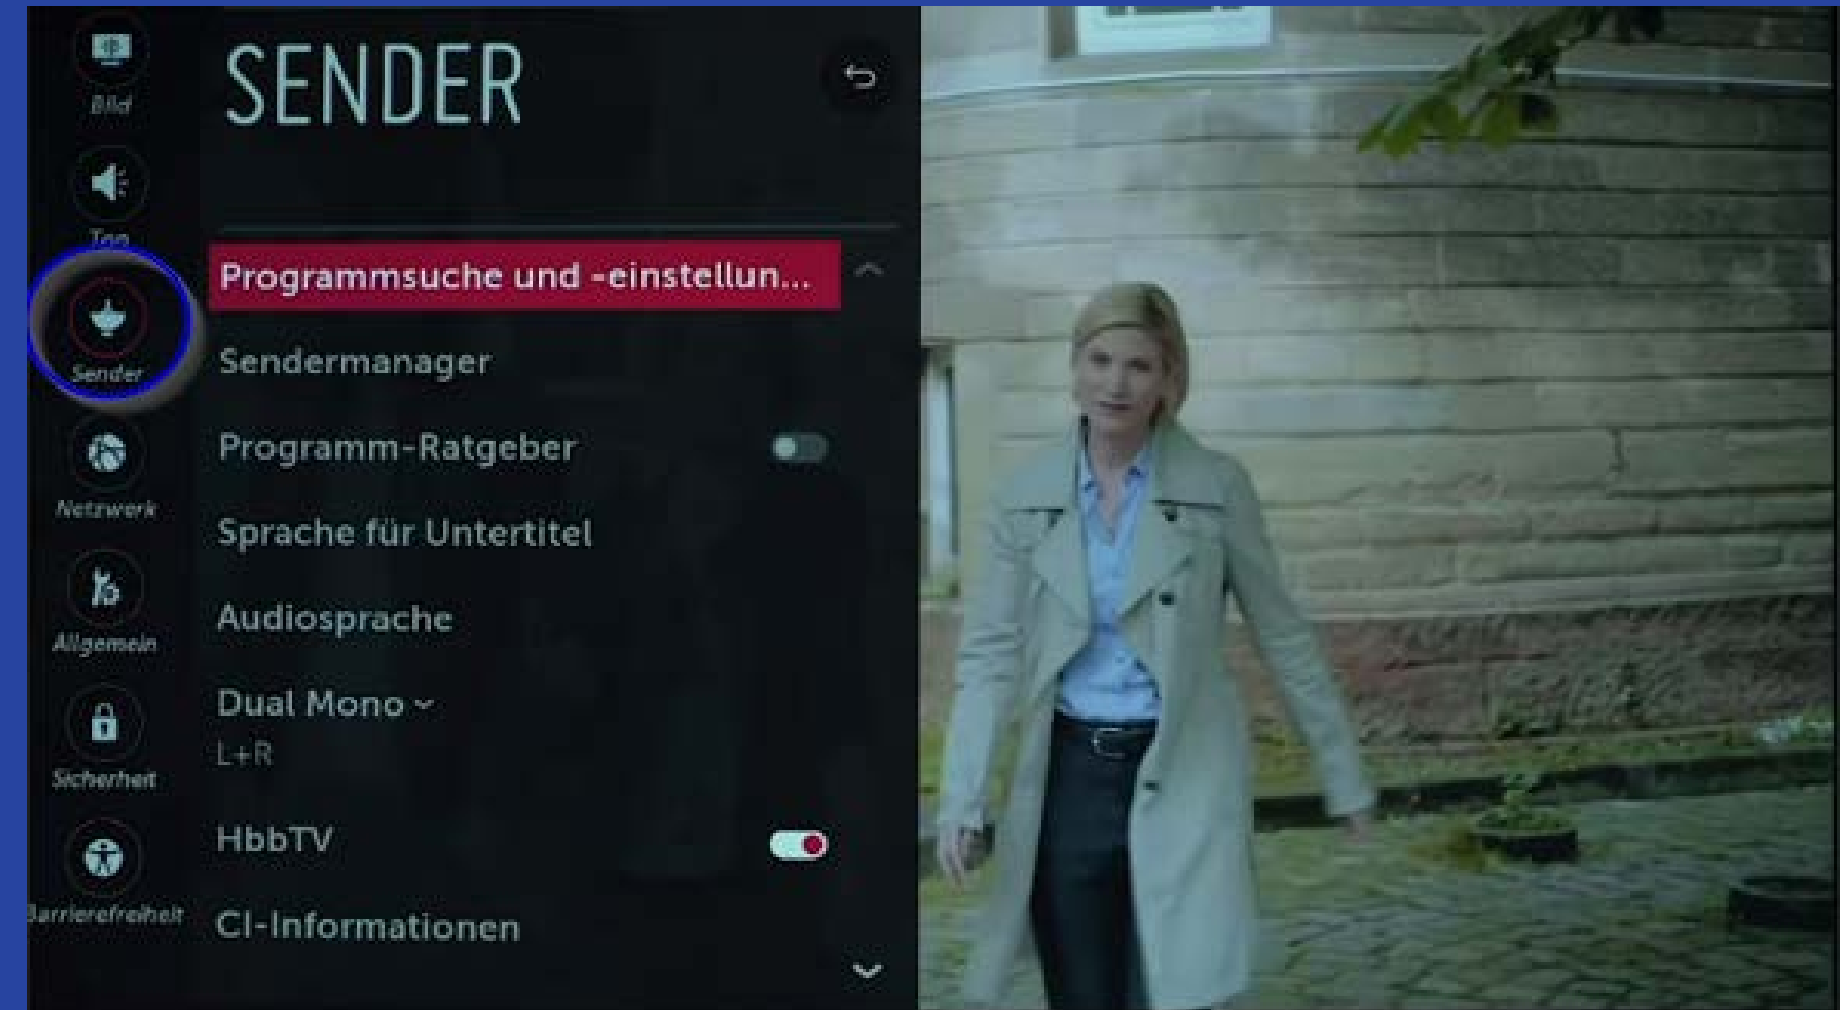 Bild
SENDER
Ton
Programmsuche und -einstellun...
Sender
Sendermanager
Programm-Ratgeber
Netzwerk
Sprache für Untertitel
Allgemein
Audiosprache
Dual Mono
L+R
Sicherheit
HbbTV
Barrierefreiheit
CI-Informationen